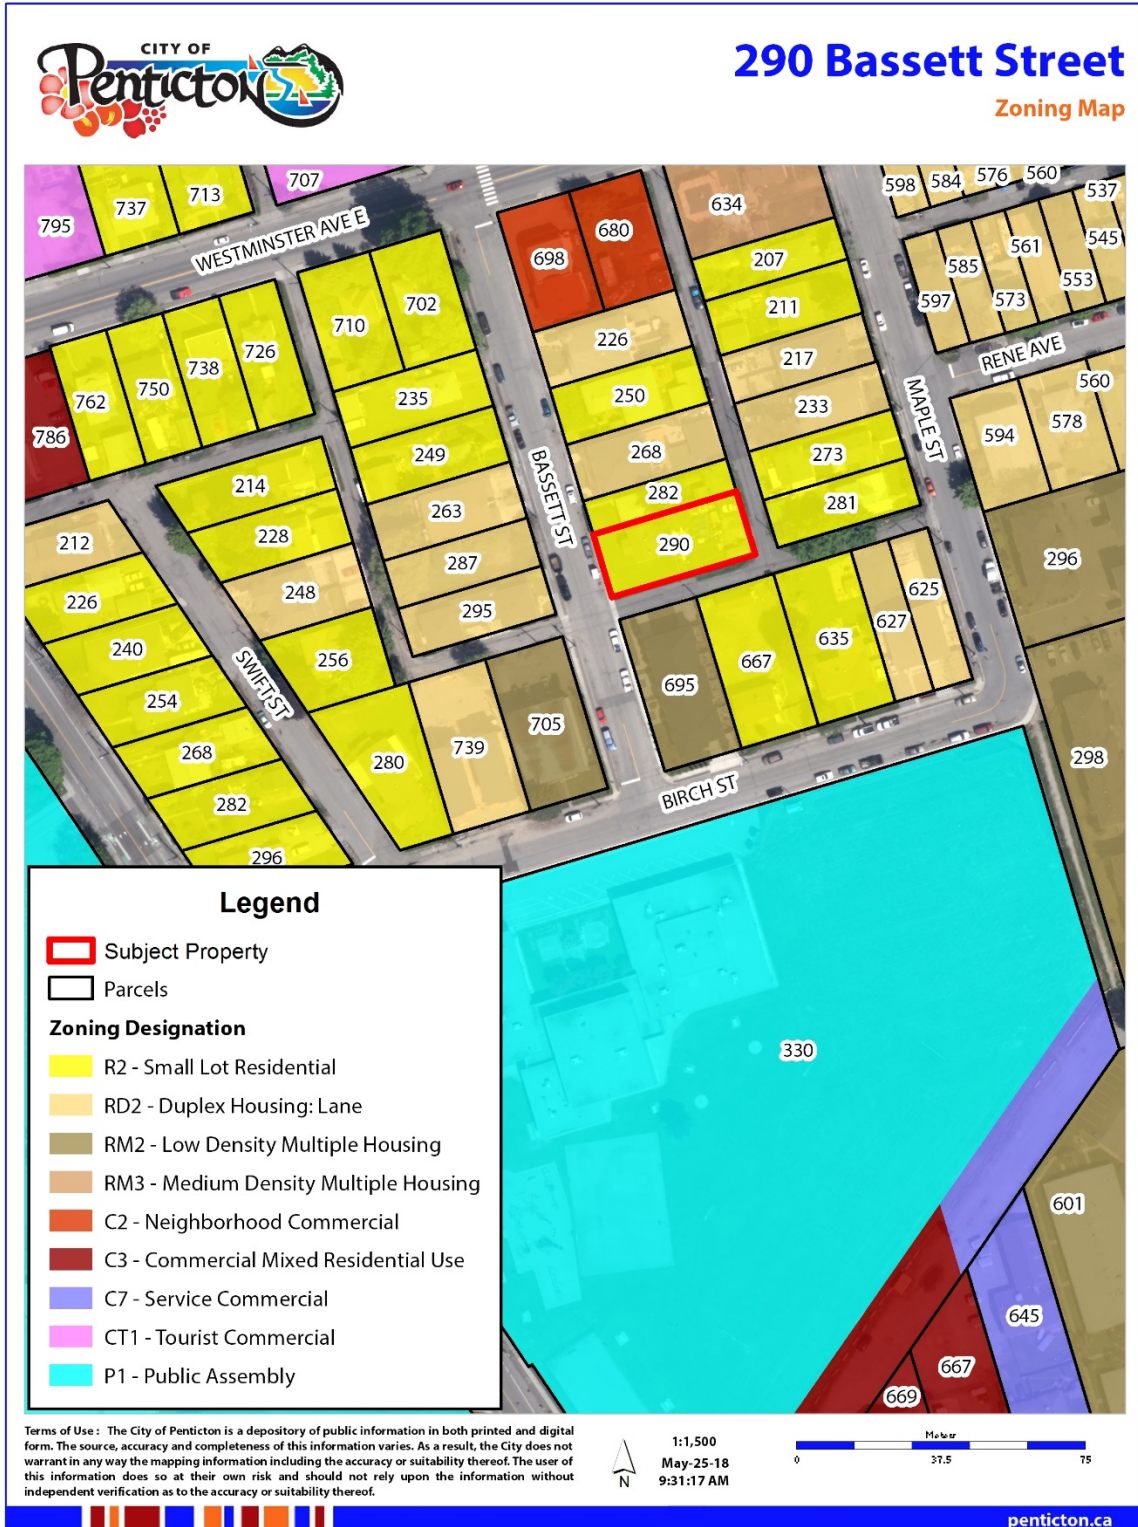 CITY OF
Penticton
290 Bassett Street
Zoning Map
795
737
713
707
WESTMINSTER AVE E
698
680
634
598
584
576
560
537
207
561
545
585
553
597
573
211
710
702
226
217
RENE AVE
726
738
750
762
235
250
233
MAPLE ST
560
578
594
786
249
268
273
BASSETT ST
214
263
282
281
212
228
287
290
296
226
248
295
625
627
240
256
667
635
SWIFT ST
254
695
268
280
739
705
298
282
BIRCH ST
296
330
601
645
667
669
Legend
Subject Property
Parcels
Zoning Designation
R2 - Small Lot Residential
RD2 - Duplex Housing: Lane
RM2 - Low Density Multiple Housing
RM3 - Medium Density Multiple Housing
C2 - Neighborhood Commercial
C3 - Commercial Mixed Residential Use
C7 - Service Commercial
CT1 - Tourist Commercial
P1 - Public Assembly
Terms of Use : The City of Penticton is a depository of public information in both printed and digital
form. The source, accuracy and completeness of this information varies. As a result, the City does not
warrant in any way the mapping information including the accuracy or suitability thereof. The user of
this information does so at their own risk and should not rely upon the information without
independent verification as to the accuracy or suitability thereof.
N
1:1,500
May-25-18
9:31:17 AM
Meters
0 37.5 75
penticton.ca